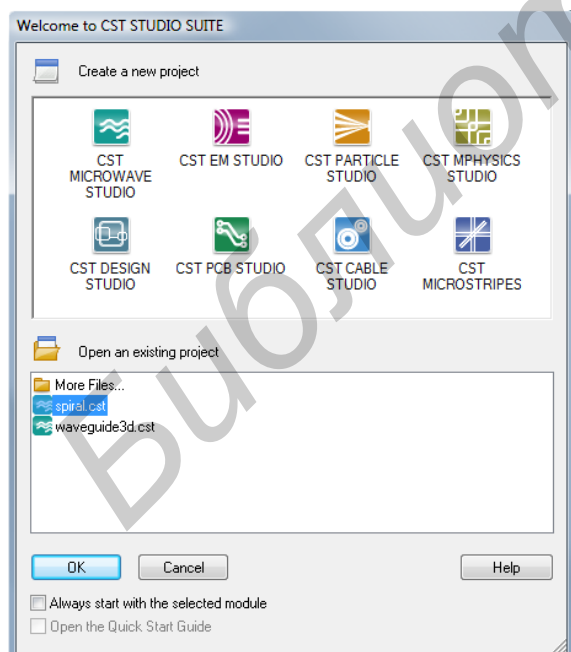 Welcome to CST STUDIO SUITE
Create a new project
CST MICROWAVE STUDIO
CST EM STUDIO
CST PARTICLE STUDIO
CST MPHYSICS STUDIO
CST DESIGN STUDIO
CST PCB STUDIO
CST CABLE STUDIO
CST MICROSTRIPES
Open an existing project
More Files...
spiral.cst
waveguide3d.cst
OK Cancel Help
Always start with the selected module
Open the Quick Start Guide
Библиот